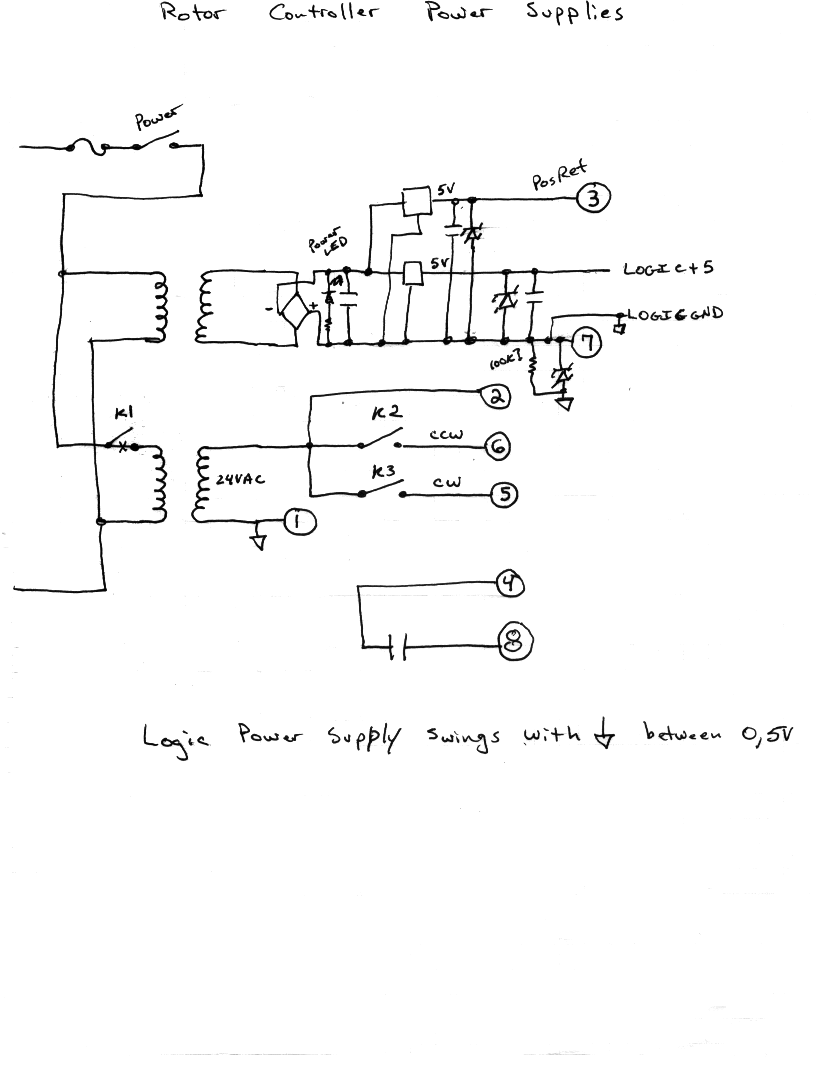 Rotor Controller Power Supplies
Power
PosRet
3
5V
Power
LED
5V
LOGIC+5
-
+
LOGIC GND
7
100K
2
K1
K2
CCW
6
24VAC
K3
CW
5
1
4
8
Logic Power Supply swings with between 0,5V